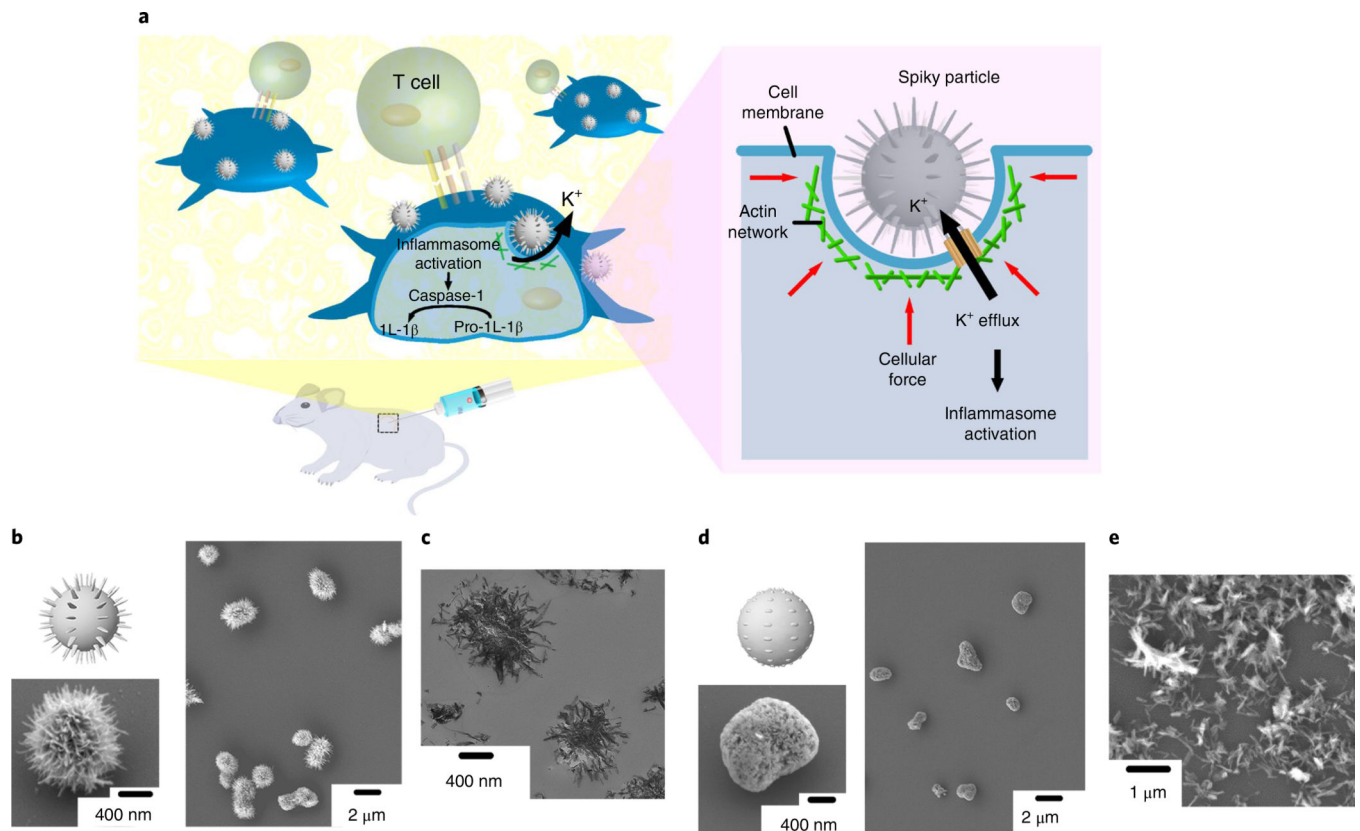 a
T cell
K+
Inflammasome
activation
Caspase-1
1L-1β
Pro-1L-1β
Spiky particle
Cell
membrane
K+
Actin
network
K+ efflux
Cellular
force
Inflammasome
activation
b
400 nm
2 μm
c
400 nm
d
400 nm
2 μm
e
1 μm